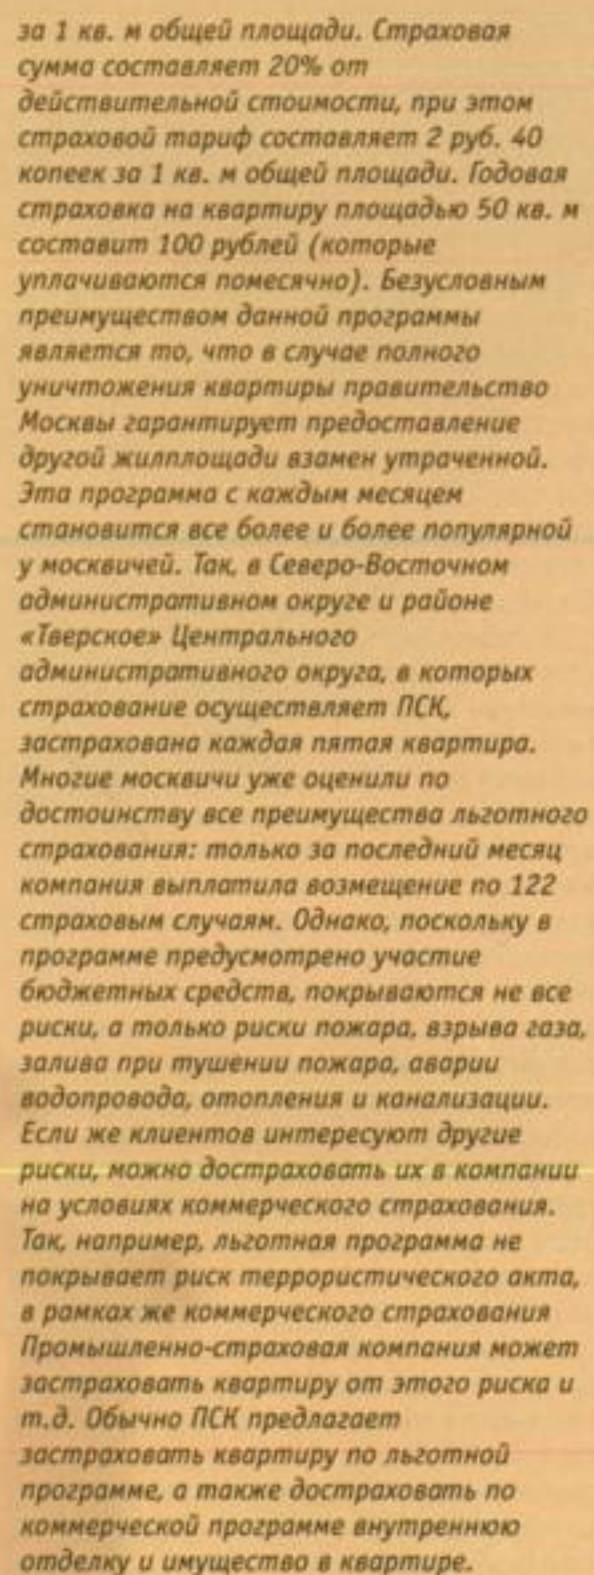 за 1 кв. м общей площади. Страховая
сумма составляет 20% от
действительной стоимости, при этом
страховой тариф составляет 2 руб. 40
копеек за 1 кв. м общей площади. Годовая
страховка на квартиру площадью 50 кв. м
составит 100 рублей (которые
уплачиваются помесячно). Безусловным
преимуществом данной программы
является то, что в случае полного
уничтожения квартиры правительство
Москвы гарантирует предоставление
другой жилплощади взамен утраченной.
Эта программа с каждым месяцем
становится все более и более популярной
у москвичей. Так, в Северо-Восточном
административном округе и районе
«Тверское» Центрального
административного округа, в которых
страхование осуществляет ПСК,
застрахована каждая пятая квартира.
Многие москвичи уже оценили по
достоинству все преимущества льготного
страхования: только за последний месяц
компания выплатила возмещение по 122
страховым случаям. Однако, поскольку в
программе предусмотрено участие
бюджетных средств, покрываются не все
риски, а только риски пожара, взрыва газа,
залива при тушении пожара, аварии
водопровода, отопления и канализации.
Если же клиентов интересуют другие
риски, можно достраховать их в компании
на условиях коммерческого страхования.
Так, например, льготная программа не
покрывает риск террористического акта,
в рамках же коммерческого страхования
Промышленно-страховая компания может
застраховать квартиру от этого риска и
т.д. Обычно ПСК предлагает
застраховать квартиру по льготной
программе, а также достраховать по
коммерческой программе внутреннюю
отделку и имущество в квартире.